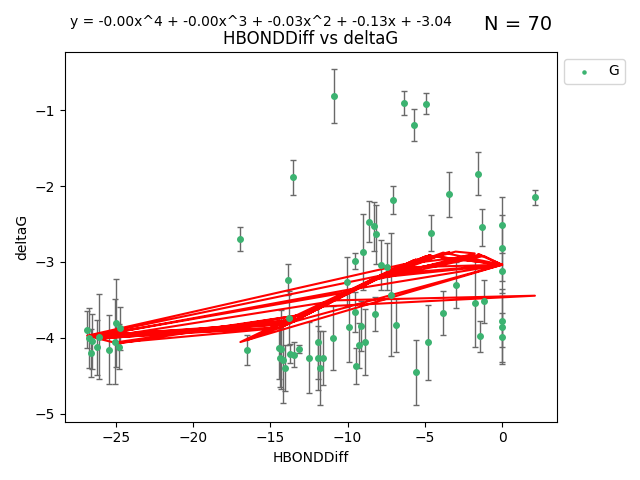 y = -0.00x^4 + -0.00x^3 + -0.03x^2 + -0.13x + -3.04
N = 70
HBONDDiff vs deltaG
G
deltaG
−1
−2
−3
−4
−5
−25
−20
−15
−10
−5
0
HBONDDiff